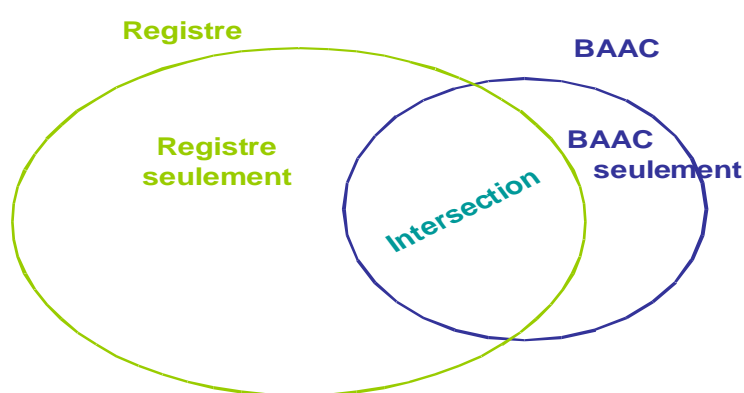 Registre
BAAC
Registre
seulement
BAAC
seulement
Intersection